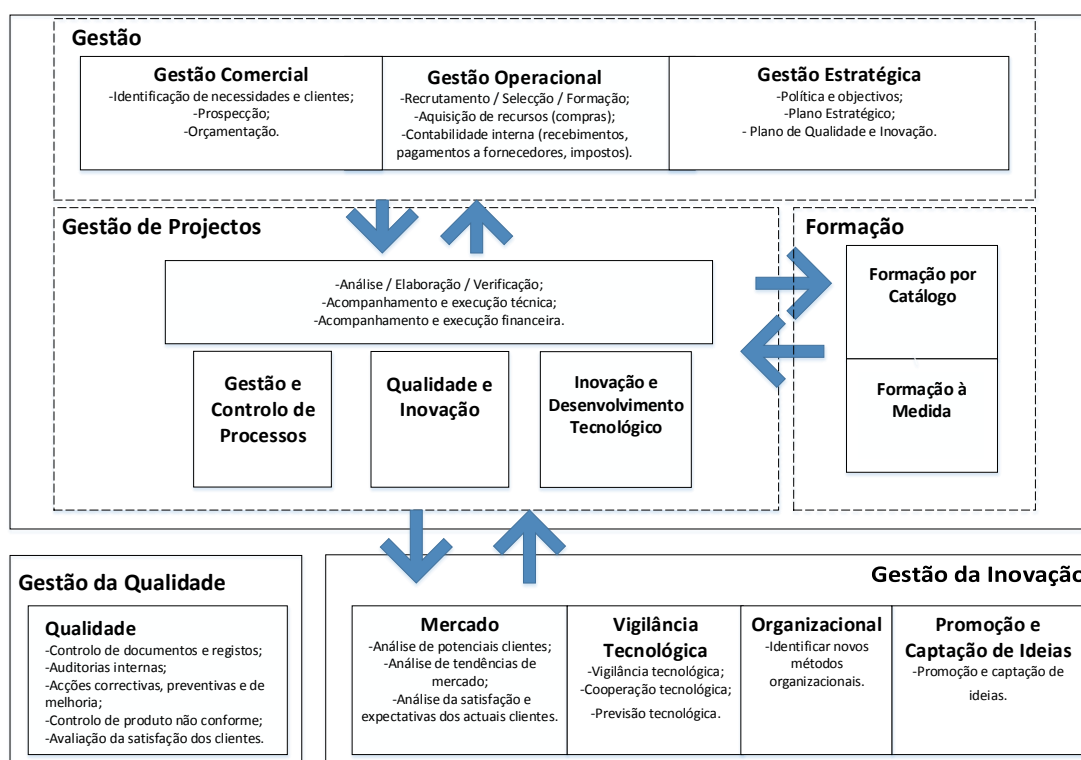 Gestão
Gestão Comercial
-Identificação de necessidades e clientes;
-Prospecção;
-Orçamentação.
Gestão Operacional
-Recrutamento / Selecção / Formação;
-Aquisição de recursos (compras);
-Contabilidade interna (recebimentos,
pagamentos a fornecedores, impostos).
Gestão Estratégica
-Política e objectivos;
-Plano Estratégico;
- Plano de Qualidade e Inovação.
Gestão de Projectos
-Análise / Elaboração / Verificação;
-Acompanhamento e execução técnica;
-Acompanhamento e execução financeira.
Gestão e
Controlo de
Processos
Qualidade e
Inovação
Inovação e
Desenvolvimento
Tecnológico
Formação
Formação por
Catálogo
Formação à
Medida
Gestão da Qualidade
Qualidade
-Controlo de documentos e registos;
-Auditorias internas;
-Acções correctivas, preventivas e de
melhoria;
-Controlo de produto não conforme;
-Avaliação da satisfação dos clientes.
Gestão da Inovação
Mercado
-Análise de potenciais clientes;
-Análise de tendências de
mercado;
-Análise da satisfação e
expectativas dos actuais clientes.
Vigilância
Tecnológica
-Vigilância tecnológica;
-Cooperação tecnológica;
-Previsão tecnológica.
Organizacional
-Identificar novos
métodos
organizacionais.
Promoção e
Captação de Ideias
-Promoção e captação de
ideias.